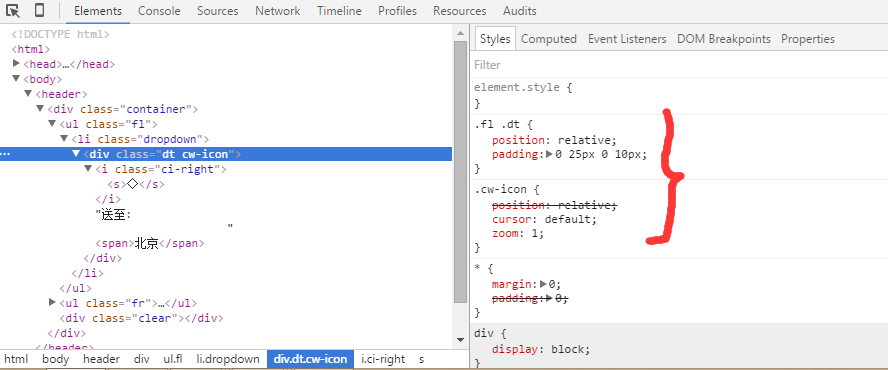 Elements Console Sources Network Timeline Profiles Resources Audits
<!DOCTYPE html>
<html>
▶<head>…</head>
▼<body>
▼<header>
▼<div class="container">
▼<ul class="fl">
▼<li class="dropdown">
… ▼<div class="dt cw-icon">
▼<i class="ci-right">
<s>◇</s>
</i>
"送至:
"
<span>北京</span>
</div>
</li>
</ul>
▶<ul class="fr">…</ul>
<div class="clear"></div>
</div>
</header>
html body header div ul.fl li.dropdown div.dt.cw-icon i.ci-right s
Styles Computed Event Listeners DOM Breakpoints Properties
Filter
element.style {
}
.fl .dt {
position: relative;
padding:▶0 25px 0 10px;
}
.cw-icon {
position: relative;
cursor: default;
zoom: 1;
}
* {
margin:▶0;
padding:▶0;
}
div {
display: block;
}